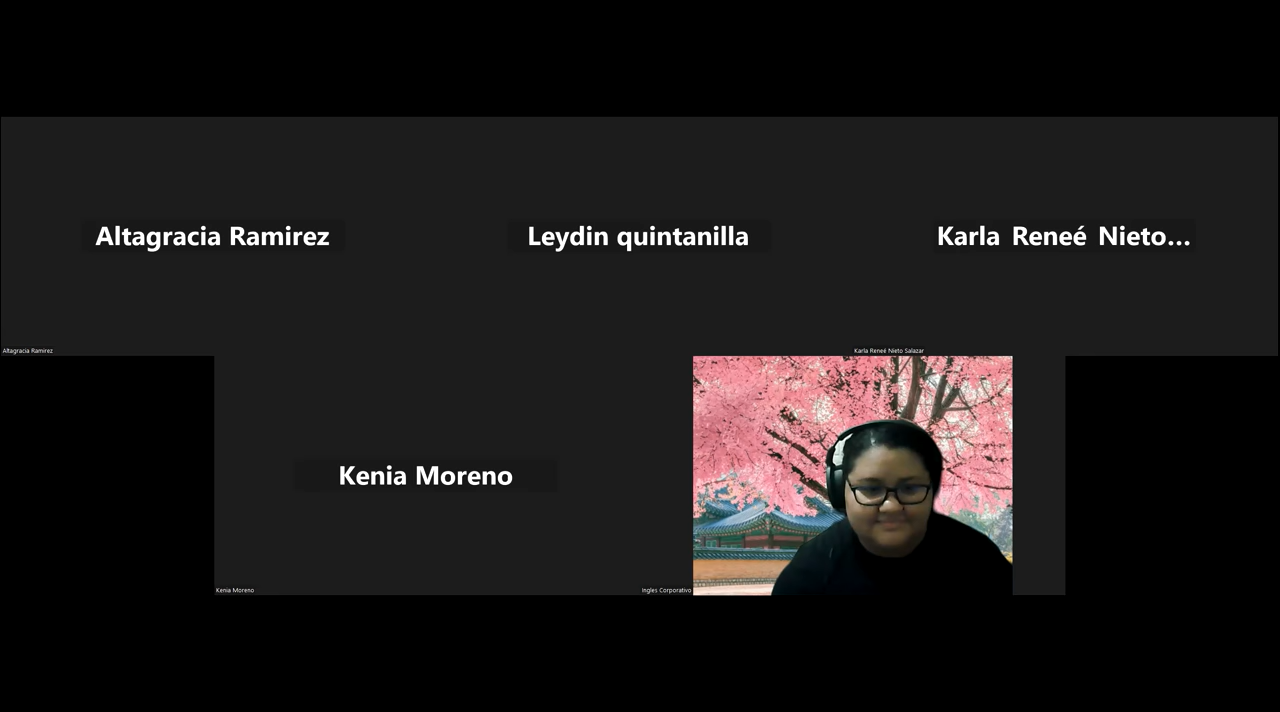 Altagracia Ramirez
Leydin quintanilla
Karla Reneé Nieto...
Altagracia Ramirez
Karla Reneé Nieto Salazar
Kenia Moreno
Kenia Moreno
Ingles Corporativo